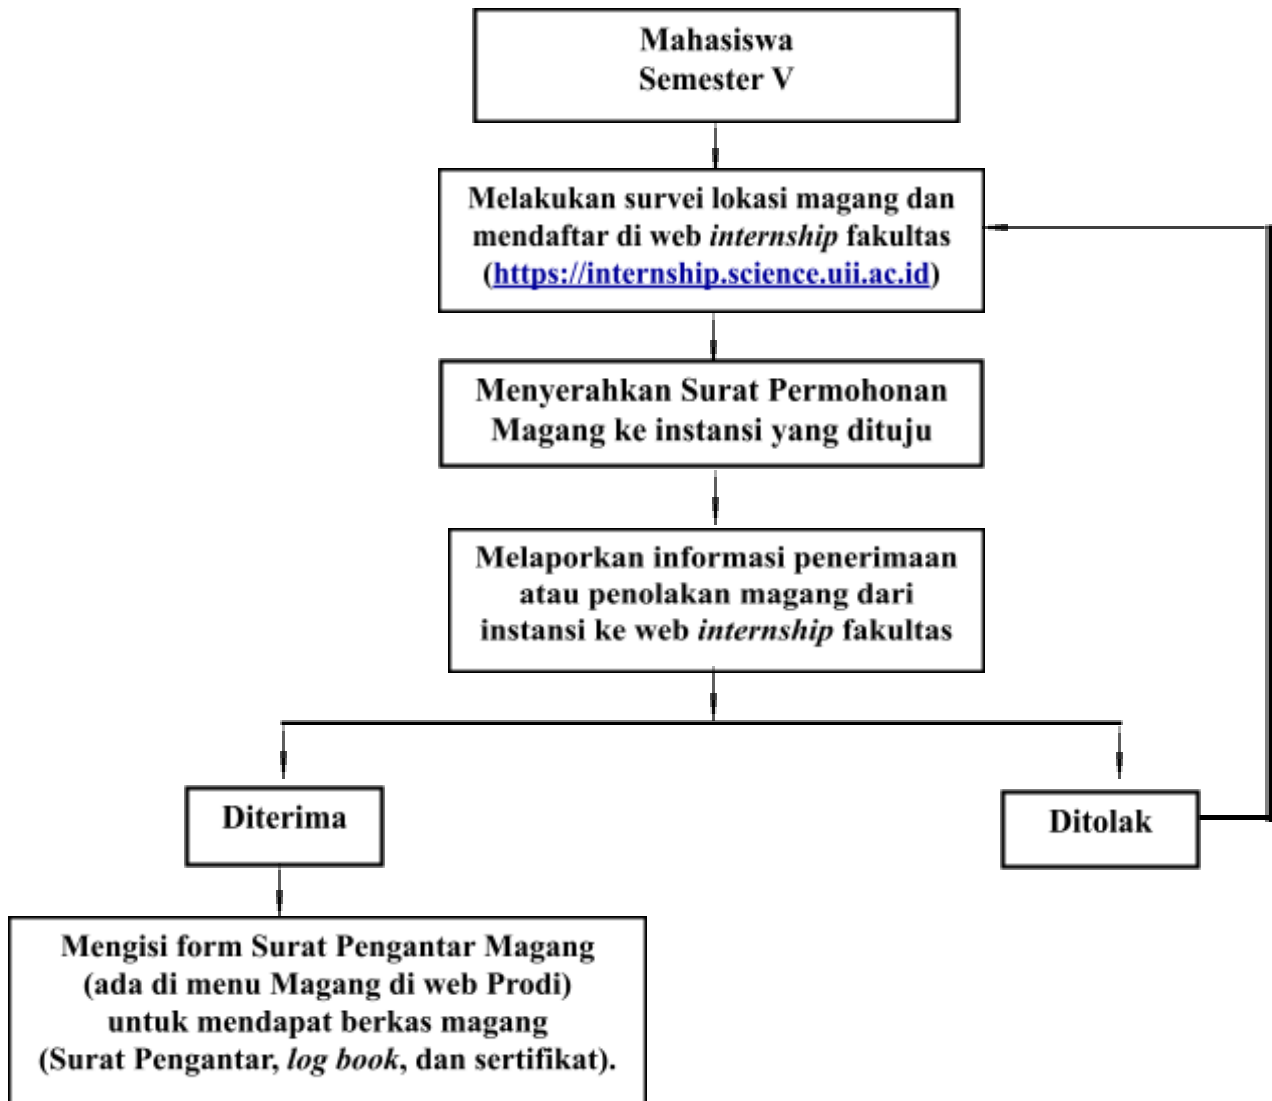 Mahasiswa
Semester V
Melakukan survei lokasi magang dan
mendaftar di web internship fakultas
(https://internship.science.uii.ac.id)
Menyerahkan Surat Permohonan
Magang ke instansi yang dituju
Melaporkan informasi penerimaan
atau penolakan magang dari
instansi ke web internship fakultas
Diterima
Ditolak
Mengisi form Surat Pengantar Magang
(ada di menu Magang di web Prodi)
untuk mendapat berkas magang
(Surat Pengantar, log book, dan sertifikat).